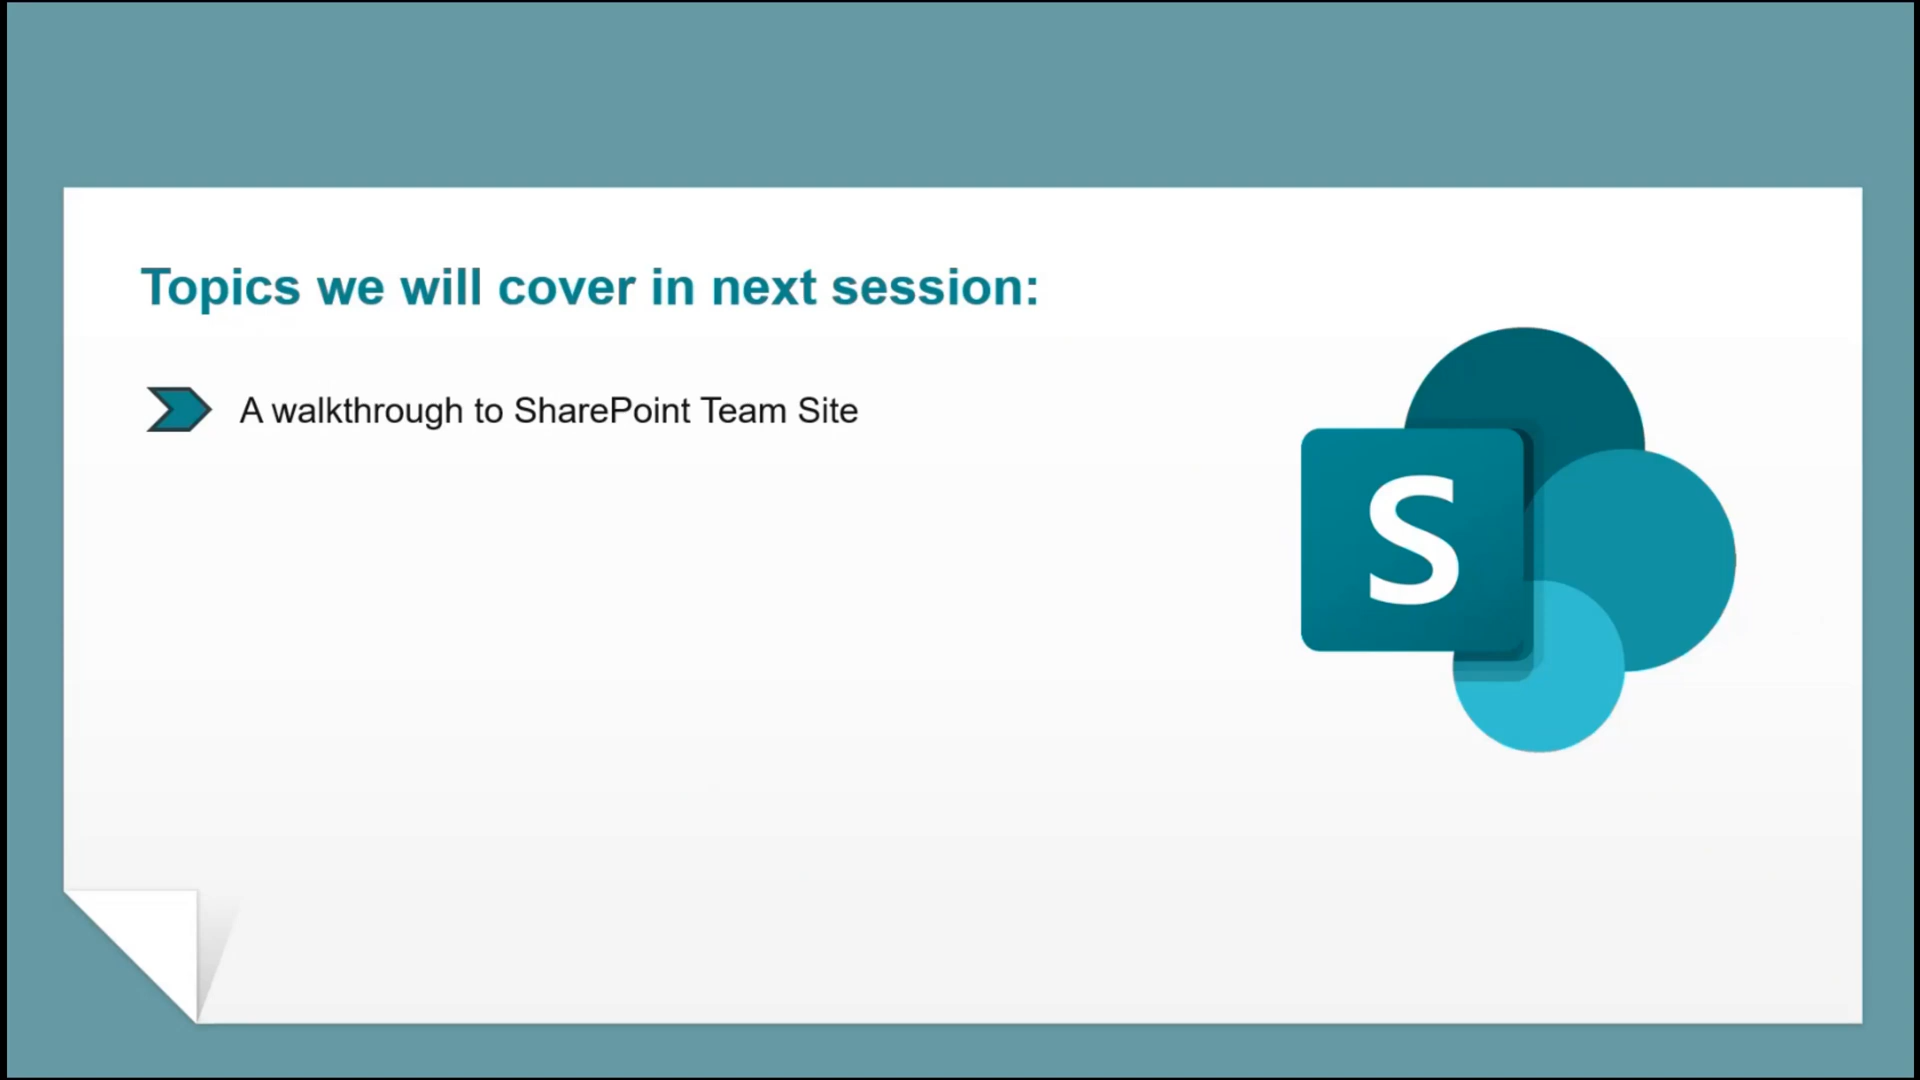 Topics we will cover in next session:
A walkthrough to SharePoint Team Site
S